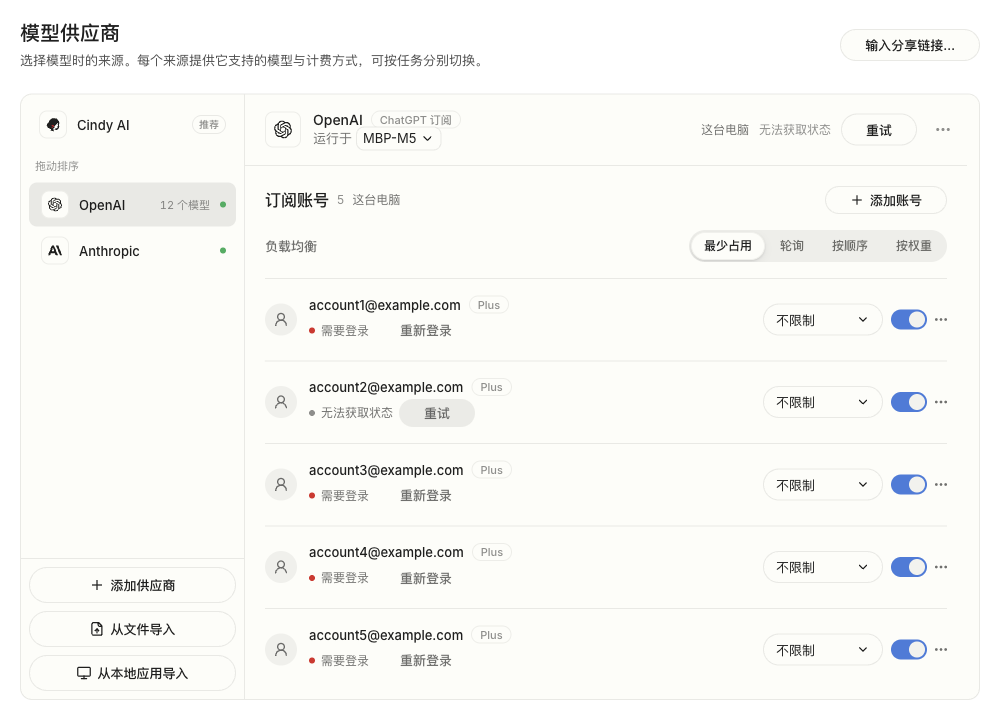 模型供应商
选择模型时的来源。每个来源提供它支持的模型与计费方式，可按任务分别切换。
输入分享链接...
Cindy AI 推荐
拖动排序
OpenAI 12 个模型
Anthropic
添加供应商
从文件导入
从本地应用导入
OpenAI ChatGPT 订阅
运行于 MBP-M5
这台电脑 无法获取状态 重试
订阅账号 5 这台电脑
添加账号
负载均衡
最少占用 轮询 按顺序 按权重
account1@example.com Plus
需要登录 重新登录
不限制
account2@example.com Plus
无法获取状态 重试
不限制
account3@example.com Plus
需要登录 重新登录
不限制
account4@example.com Plus
需要登录 重新登录
不限制
account5@example.com Plus
需要登录 重新登录
不限制